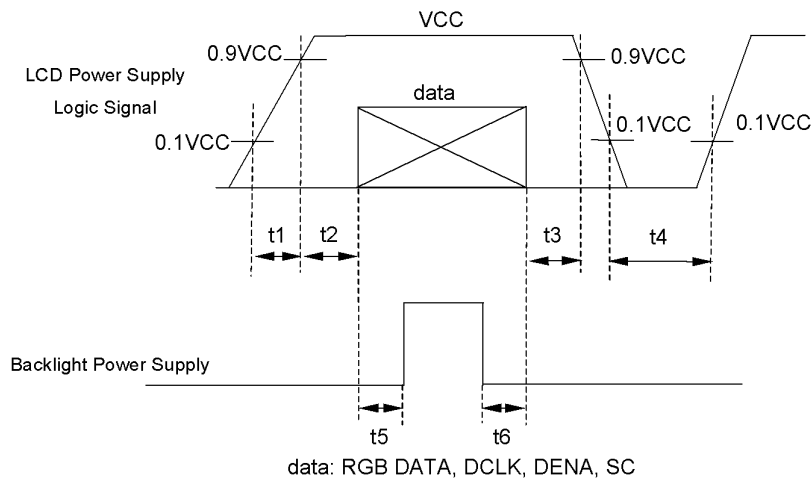 VCC
0.9VCC
0.9VCC
LCD Power Supply
Logic Signal
data
0.1VCC
0.1VCC
0.1VCC
t1
t2
t3
t4
Backlight Power Supply
t5
t6
data: RGB DATA, DCLK, DENA, SC